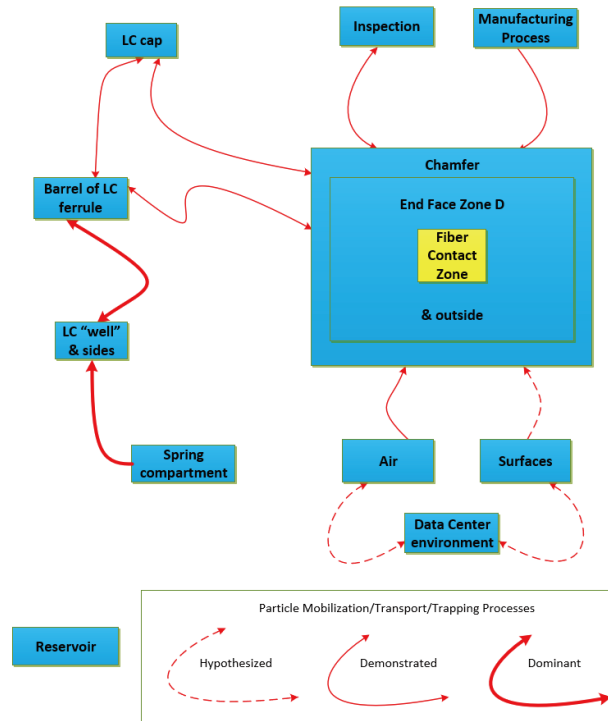 LC cap
Inspection
Manufacturing
Process
Chamfer
Barrel of LC
ferrule
End Face Zone D
Fiber
Contact
Zone
& outside
LC “well”
& sides
Spring
compartment
Air
Surfaces
Data Center
environment
Particle Mobilization/Transport/Trapping Processes
Reservoir
Hypothesized
Demonstrated
Dominant